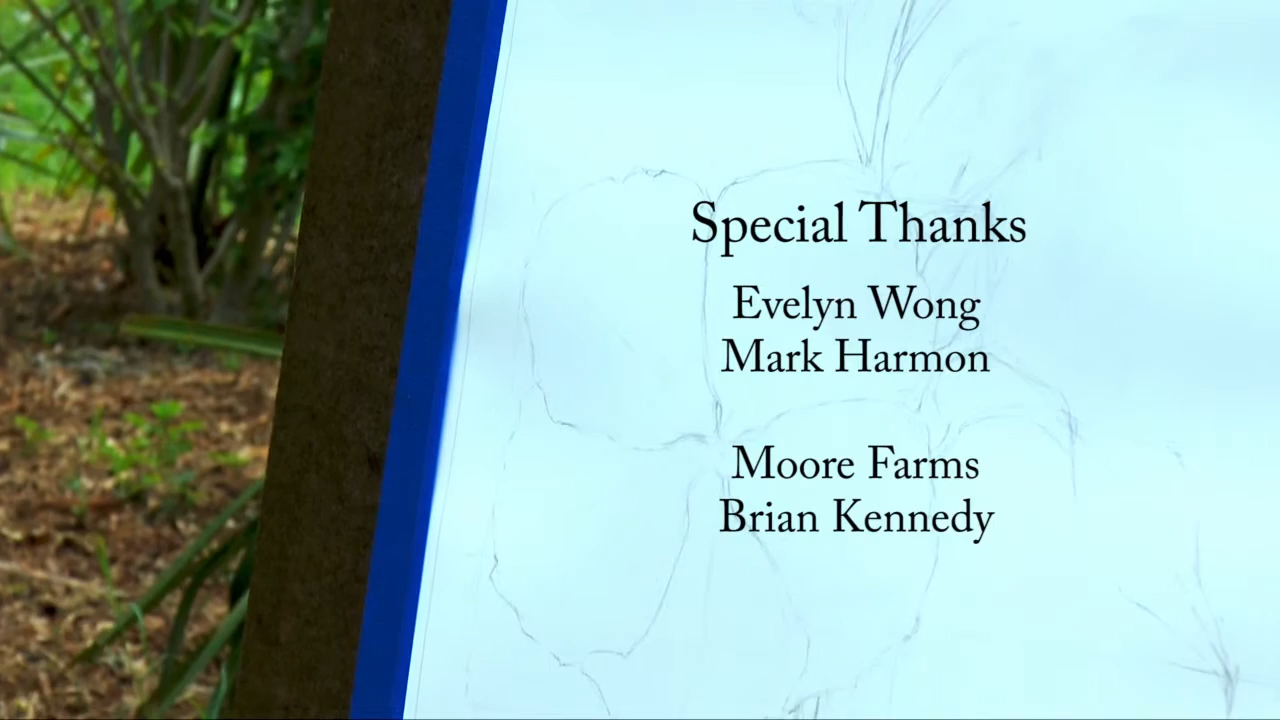 Special Thanks
Evelyn Wong
Mark Harmon
Moore Farms
Brian Kennedy